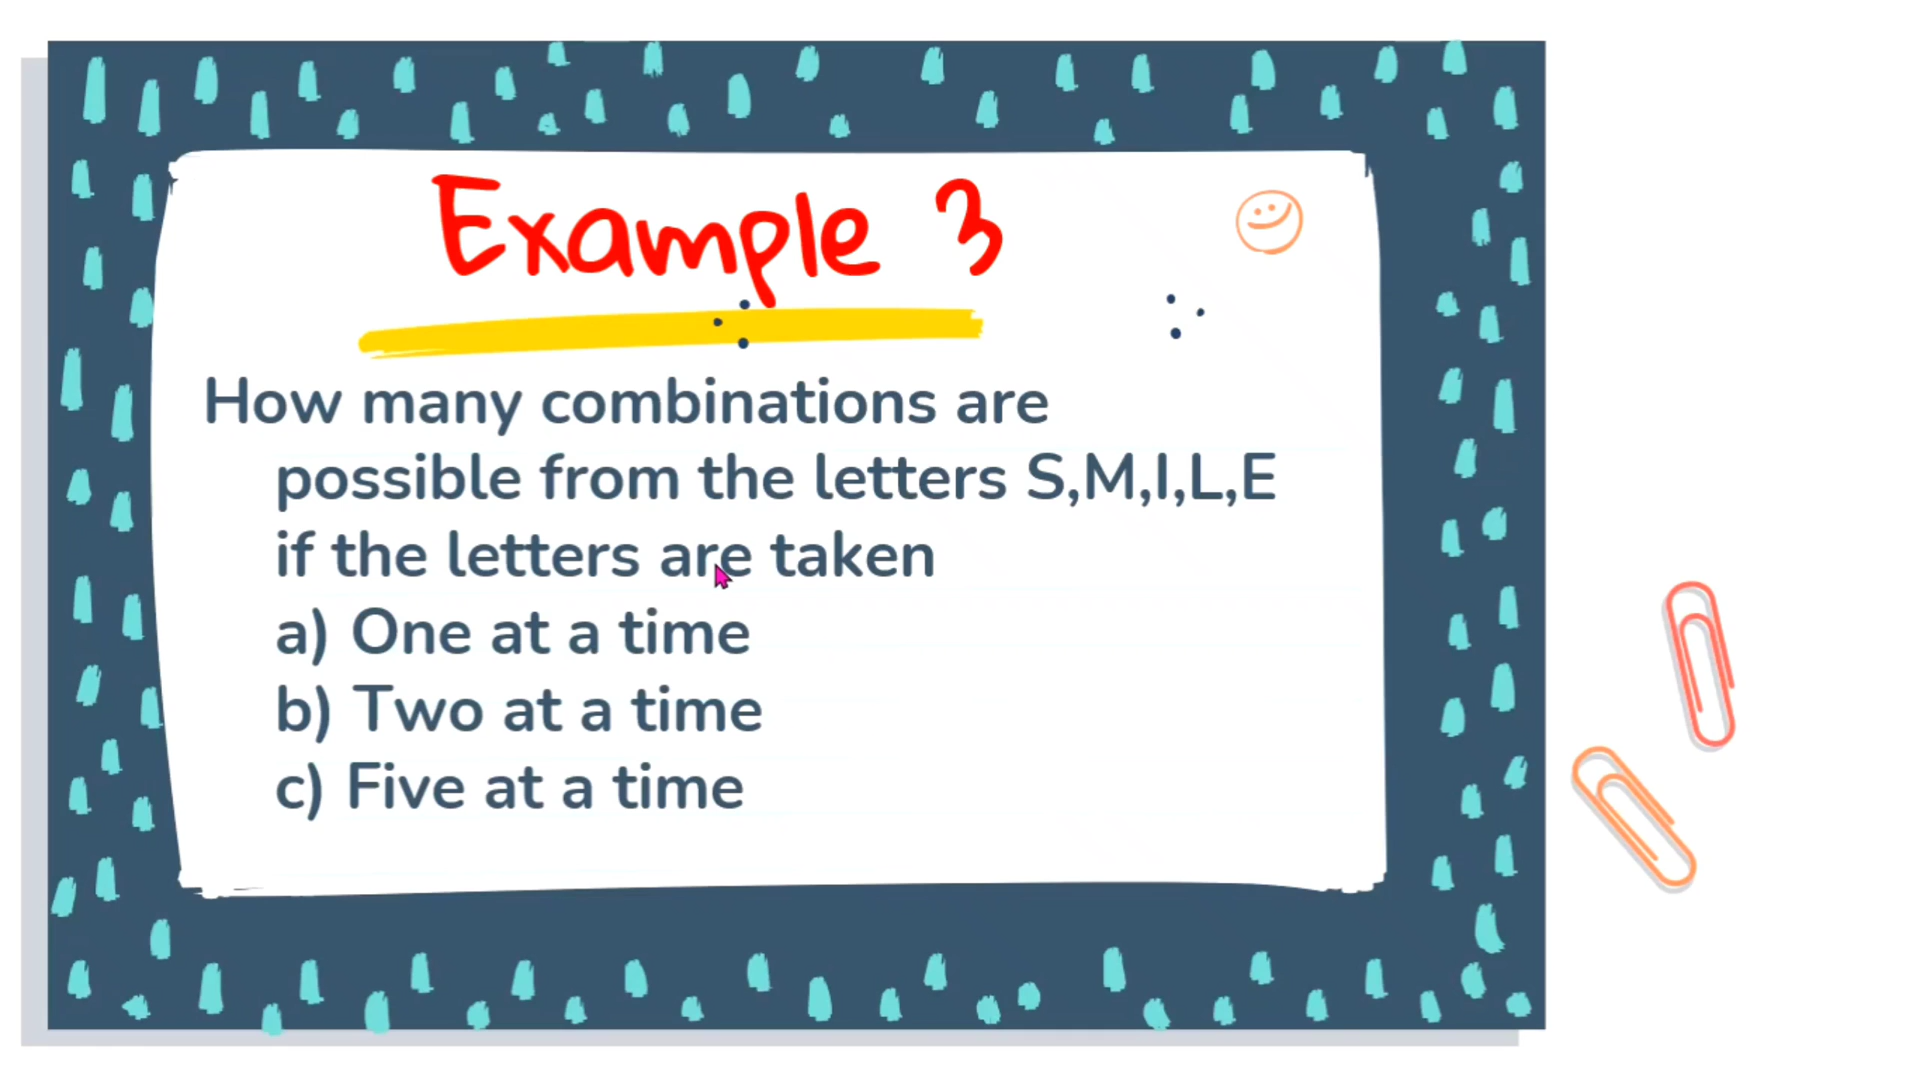 Example 3
How many combinations are
possible from the letters S,M,I,L,E
if the letters are taken
a) One at a time
b) Two at a time
c) Five at a time